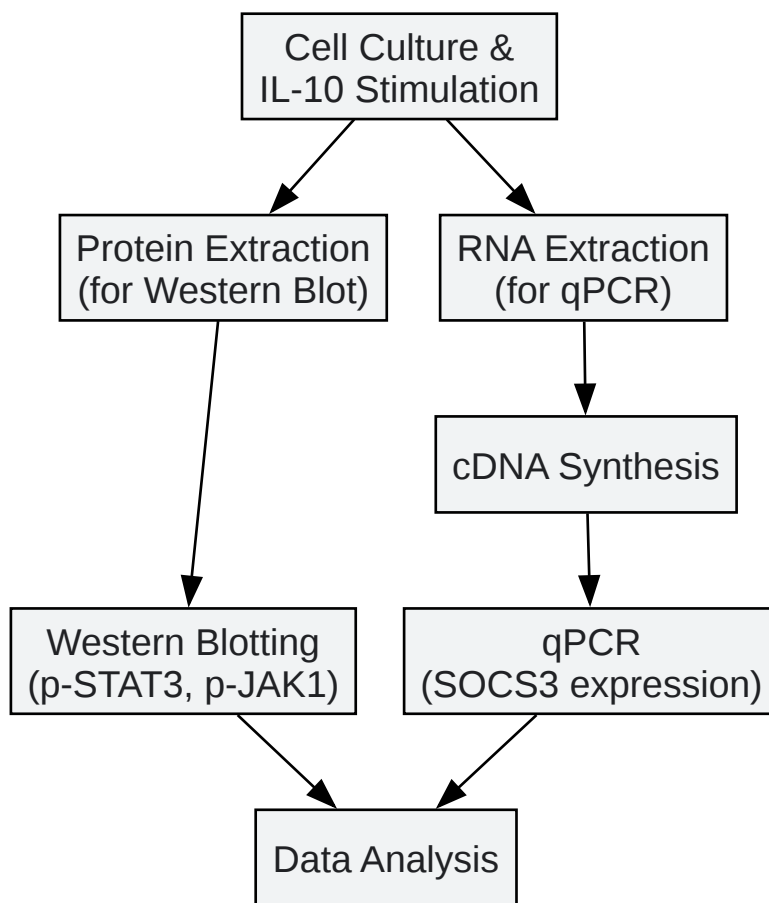 Cell Culture &
IL-10 Stimulation
Protein Extraction
(for Western Blot)
RNA Extraction
(for qPCR)
cDNA Synthesis
Western Blotting
(p-STAT3, p-JAK1)
qPCR
(SOCS3 expression)
Data Analysis